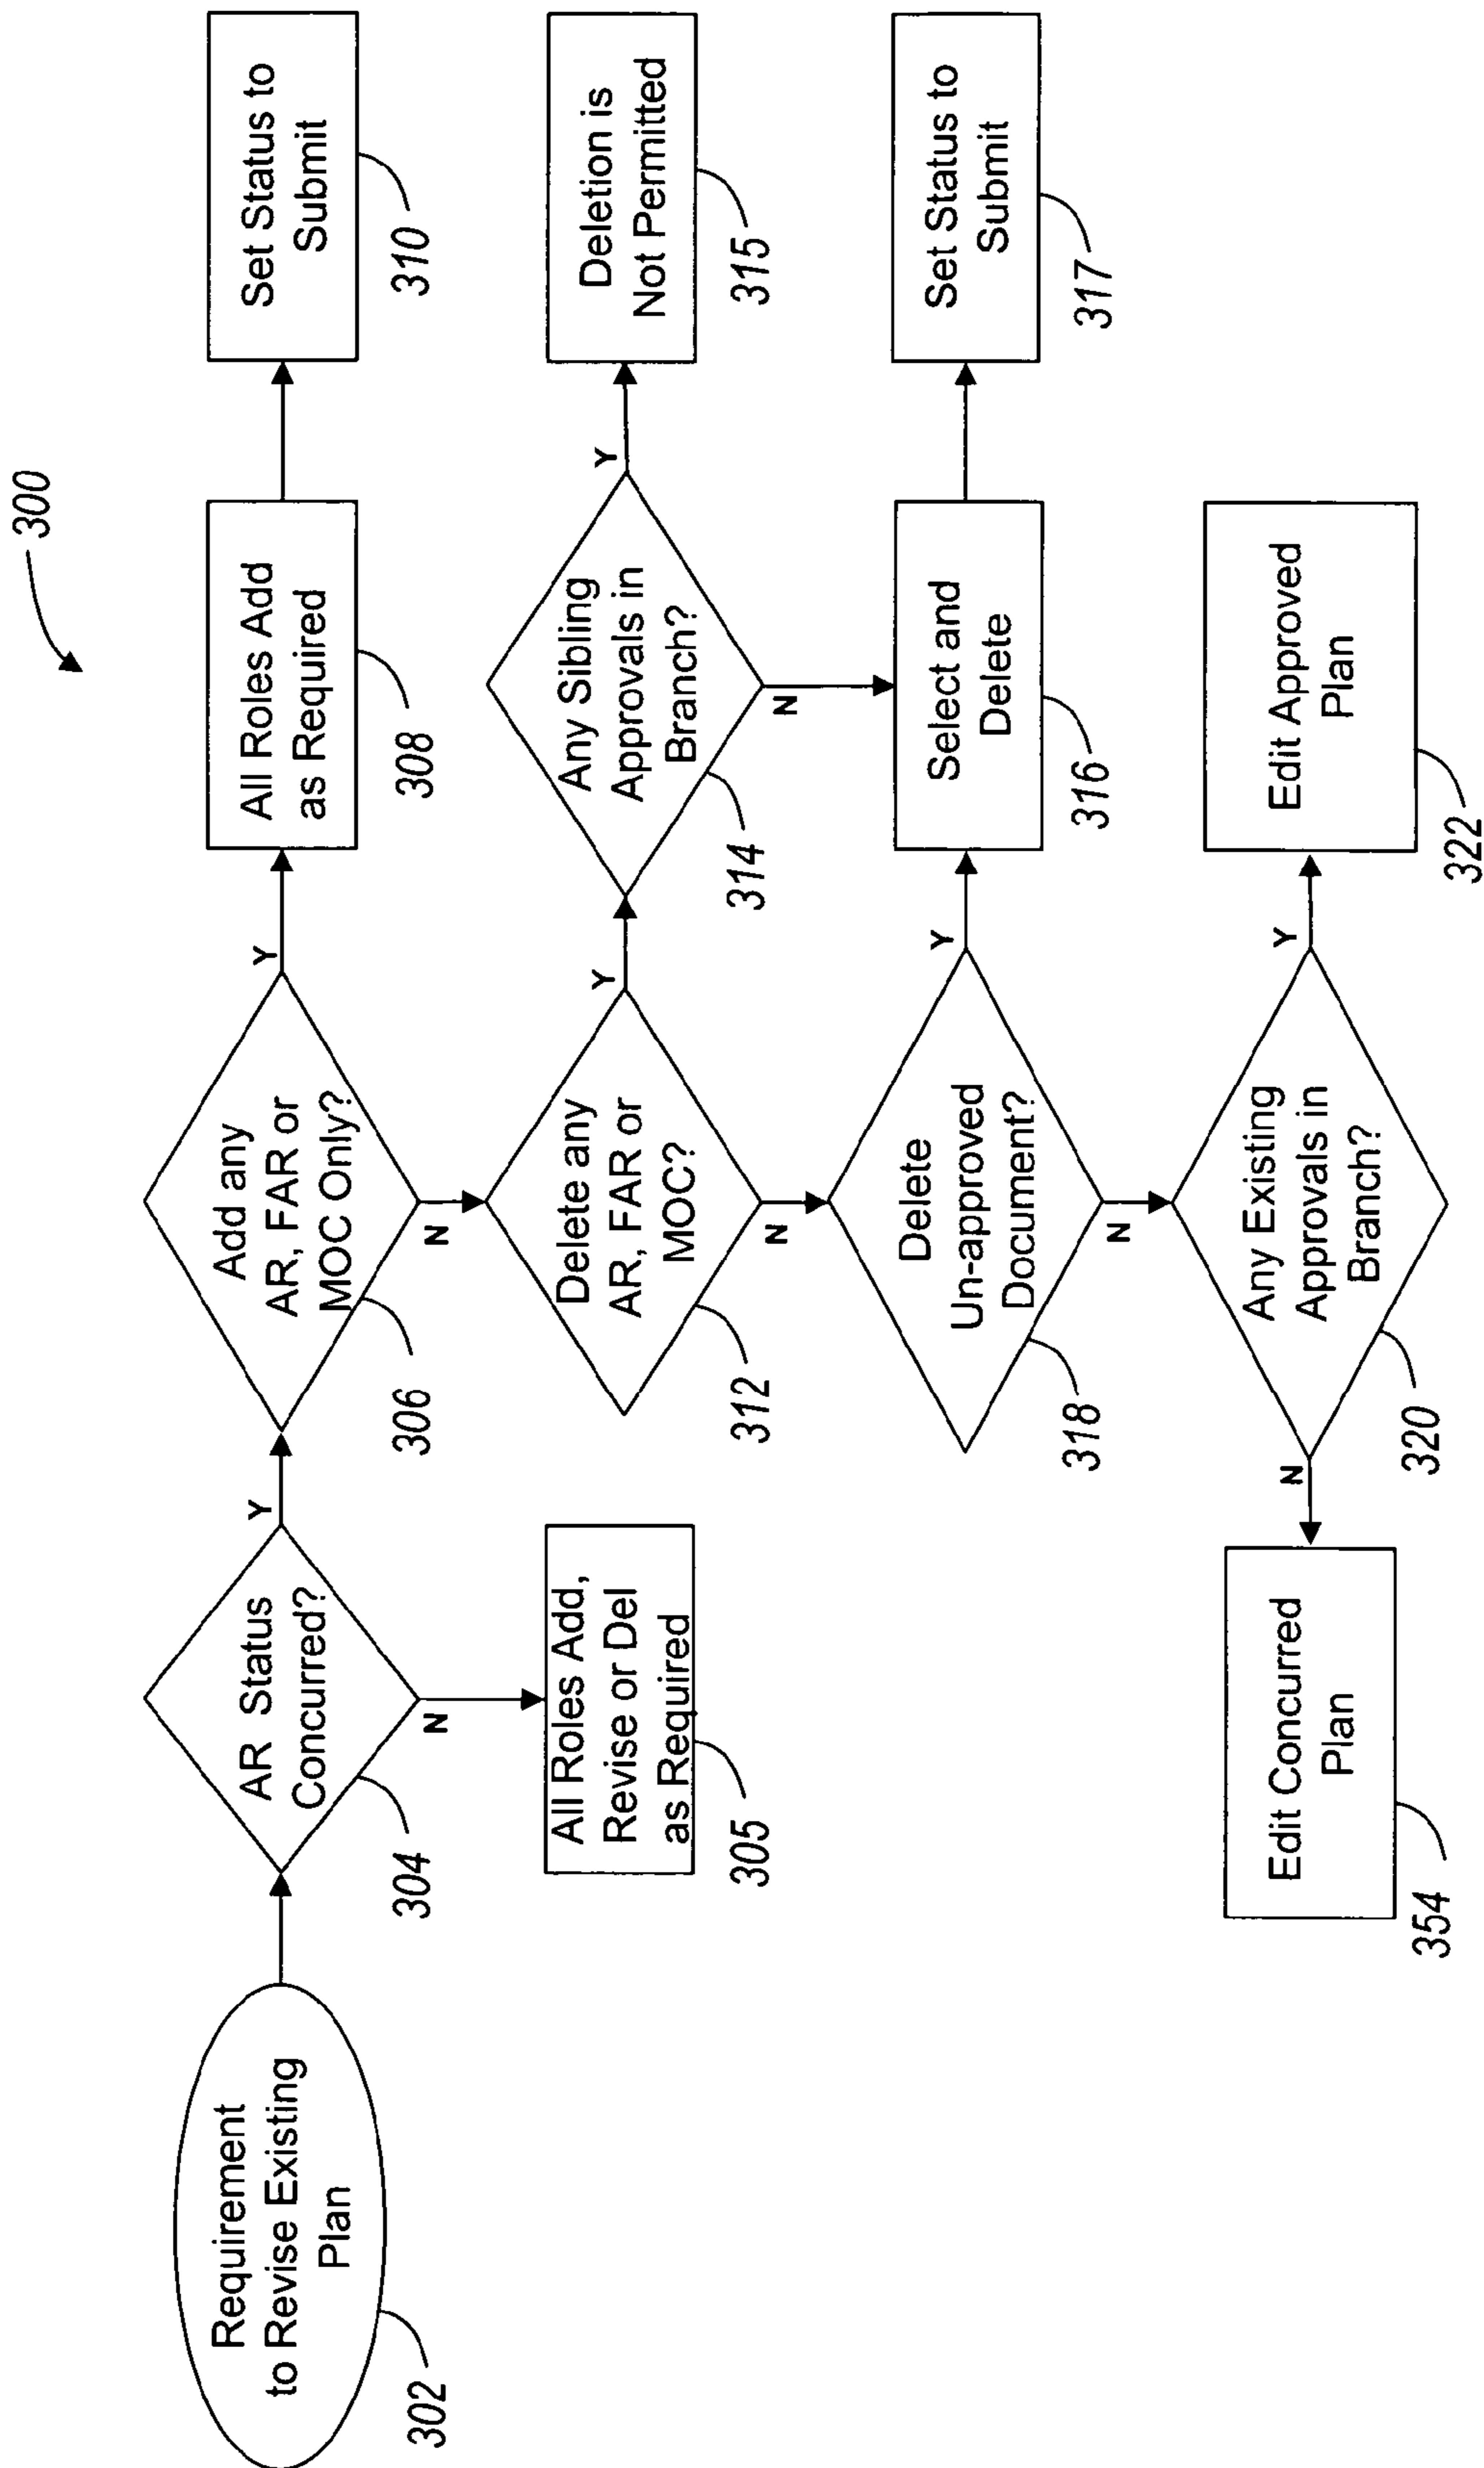 300
Requirement
to Revise Existing
Plan
302
AR Status
Concurred?
304
Y
N
All Roles Add,
Revise or Del
as Required
305
Add any
AR, FAR or
MOC Only?
306
Y
N
All Roles Add
as Required
308
Set Status to
Submit
310
Delete any
AR, FAR or
MOC?
312
Y
N
Any Sibling
Approvals in
Branch?
314
Y
N
Deletion is
Not Permitted
315
Delete
Un-approved
Document?
318
Y
N
Select and
Delete
316
Set Status to
Submit
317
Any Existing
Approvals in
Branch?
320
Y
N
Edit Approved
Plan
322
Edit Concurred
Plan
354